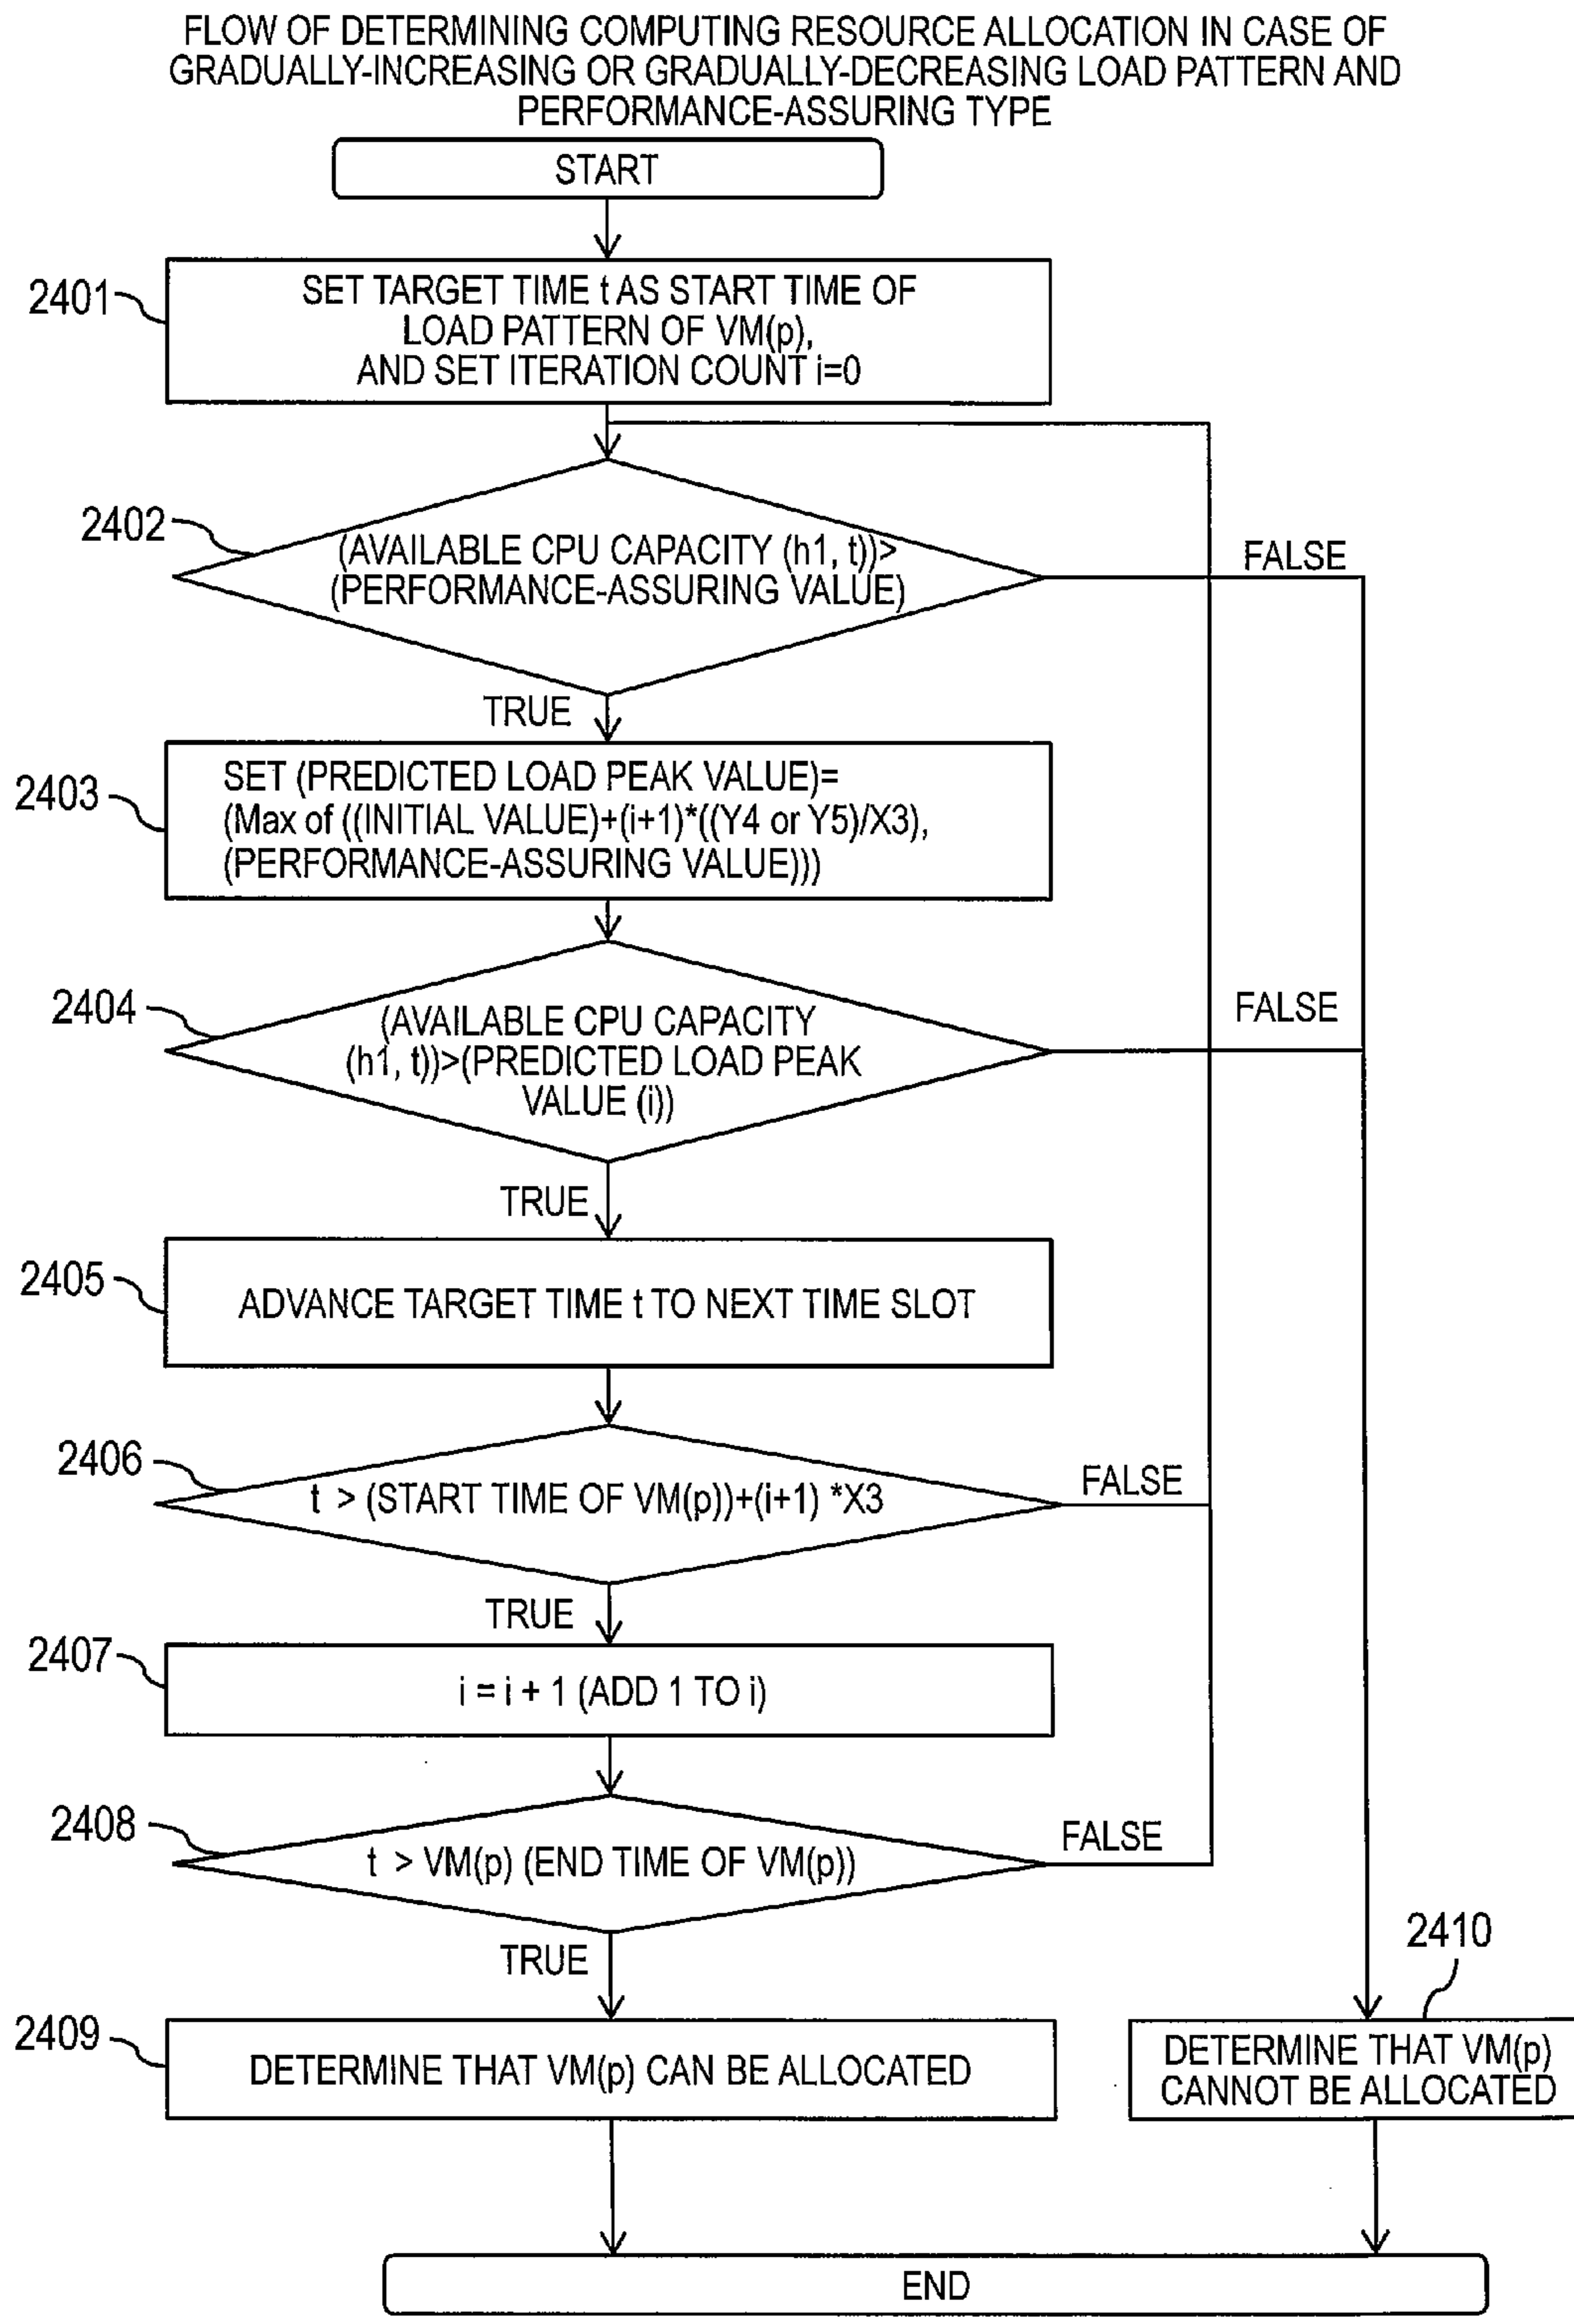 FLOW OF DETERMINING COMPUTING RESOURCE ALLOCATION IN CASE OF
GRADUALLY-INCREASING OR GRADUALLY-DECREASING LOAD PATTERN AND
PERFORMANCE-ASSURING TYPE
START
2401
SET TARGET TIME t AS START TIME OF
LOAD PATTERN OF VM(p),
AND SET ITERATION COUNT i=0
2402
(AVAILABLE CPU CAPACITY (h1, t))>
(PERFORMANCE-ASSURING VALUE)
FALSE
TRUE
2403
SET (PREDICTED LOAD PEAK VALUE)=
(Max of ((INITIAL VALUE)+(i+1)*((Y4 or Y5)/X3),
(PERFORMANCE-ASSURING VALUE)))
2404
(AVAILABLE CPU CAPACITY
(h1, t))>(PREDICTED LOAD PEAK
VALUE (i))
FALSE
TRUE
2405
ADVANCE TARGET TIME t TO NEXT TIME SLOT
2406
t > (START TIME OF VM(p))+(i+1) *X3
FALSE
TRUE
2407
i = i + 1 (ADD 1 TO i)
2408
t > VM(p) (END TIME OF VM(p))
FALSE
TRUE
2409
DETERMINE THAT VM(p) CAN BE ALLOCATED
2410
DETERMINE THAT VM(p)
CANNOT BE ALLOCATED
END